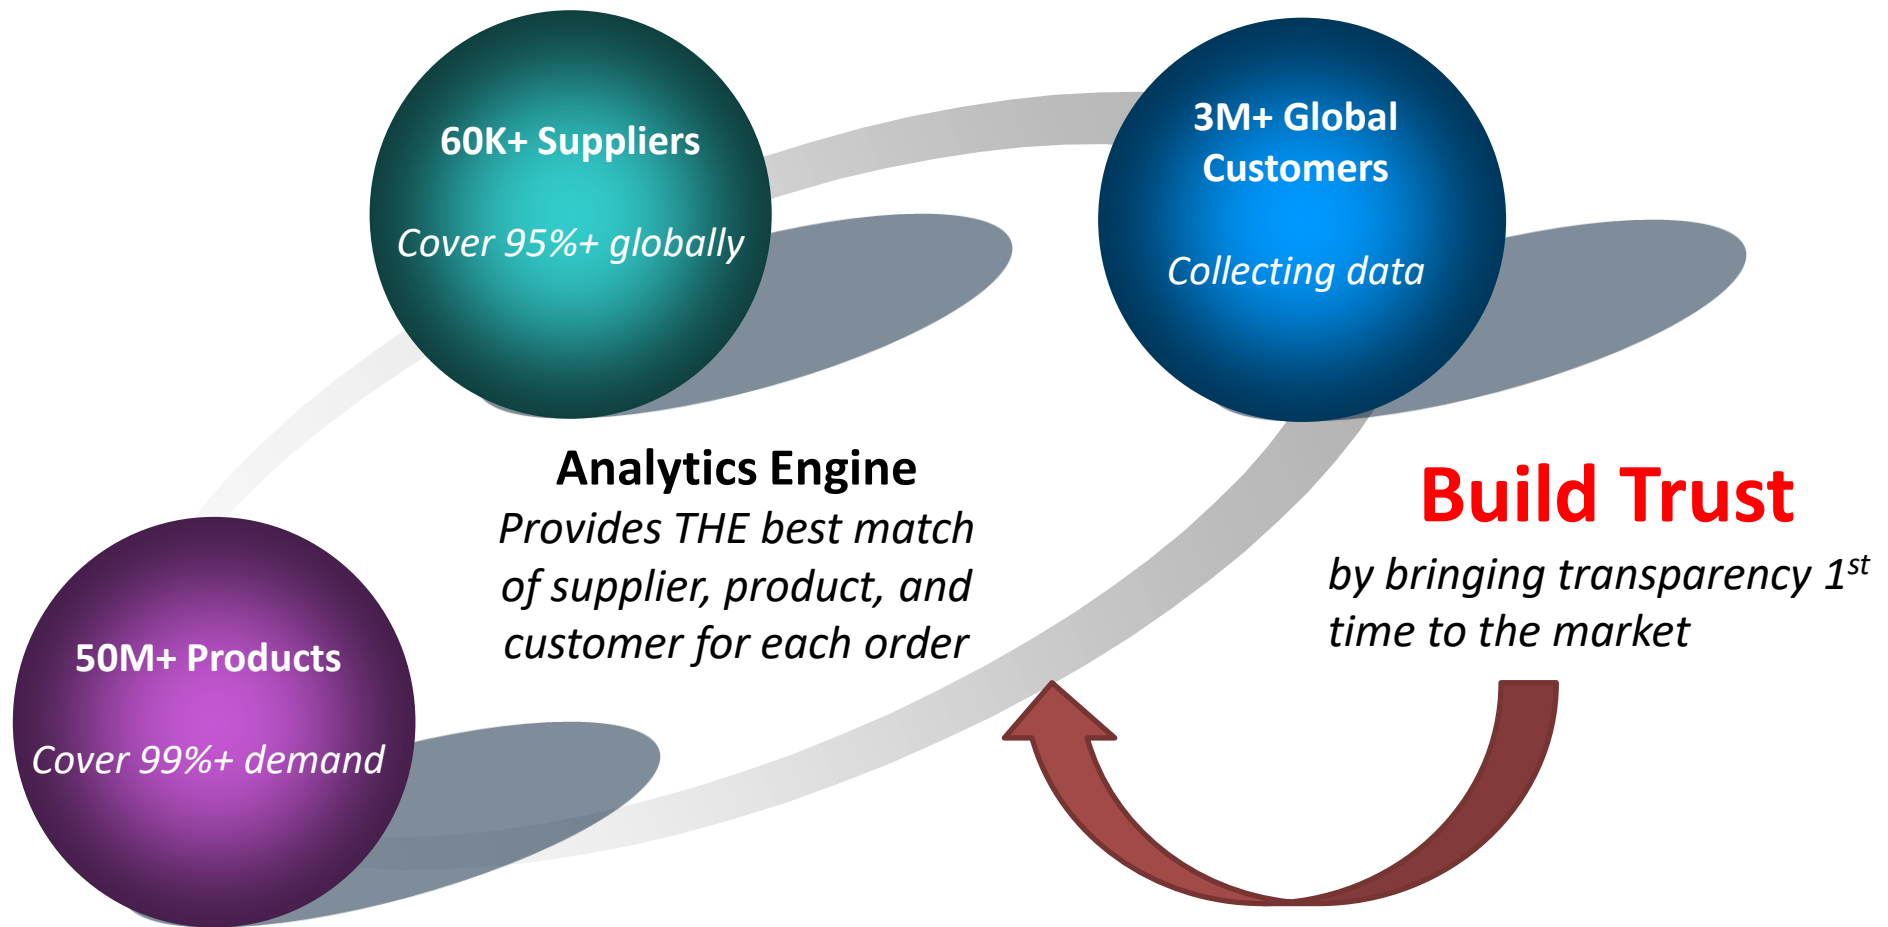 60K+ Suppliers
Cover 95%+ globally
3M+ Global
Customers
Collecting data
50M+ Products
Cover 99%+ demand
Analytics Engine
Provides THE best match
of supplier, product, and
customer for each order
Build Trust
by bringing transparency 1st
time to the market